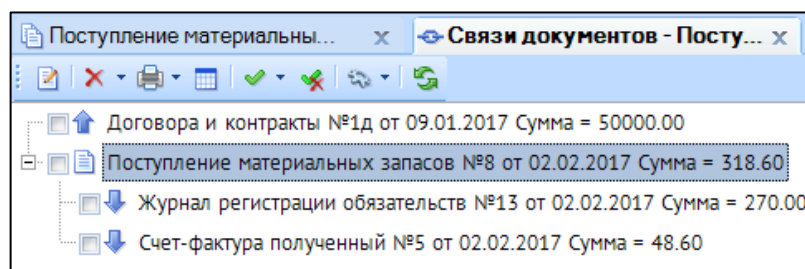 Поступление материальны... x Связи документов - Посту... x
Договора и контракты №1д от 09.01.2017 Сумма = 50000.00
Поступление материальных запасов №8 от 02.02.2017 Сумма = 318.60
Журнал регистрации обязательств №13 от 02.02.2017 Сумма = 270.00
Счет-фактура полученный №5 от 02.02.2017 Сумма = 48.60